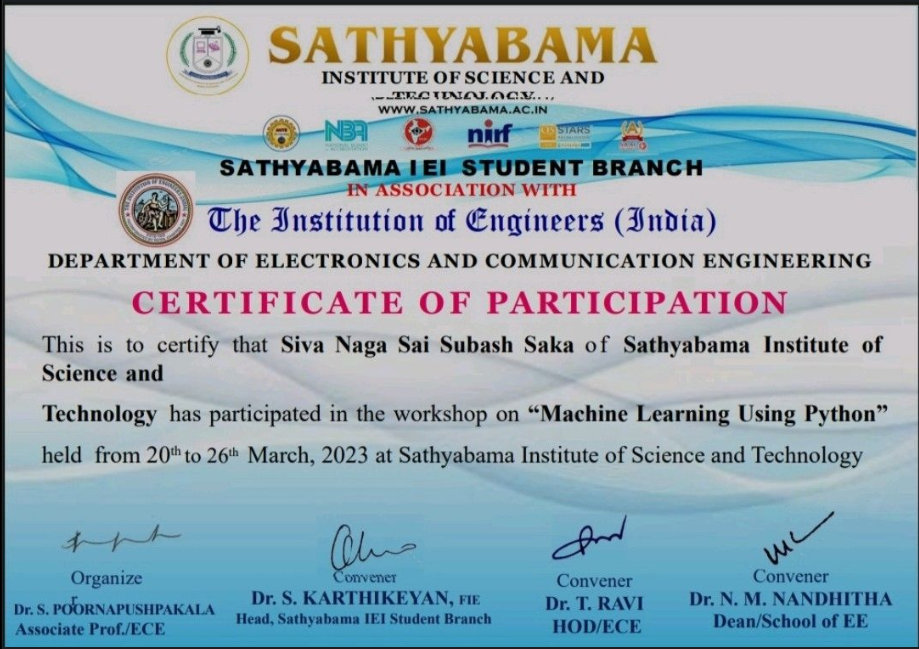 SATHYABAMA
INSTITUTE OF SCIENCE AND
TECHNOLOGY
WWW.SATHYABAMA.AC.IN
NBA
nirf
STARS
SATHYABAMA IEI STUDENT BRANCH
IN ASSOCIATION WITH
The Institution of Engineers (India)
DEPARTMENT OF ELECTRONICS AND COMMUNICATION ENGINEERING
CERTIFICATE OF PARTICIPATION
This is to certify that Siva Naga Sai Subash Saka of Sathyabama Institute of
Science and
Technology has participated in the workshop on “Machine Learning Using Python”
held from 20th to 26th March, 2023 at Sathyabama Institute of Science and Technology
Organize
r
Dr. S. POORNAPUSHPAKALA
Associate Prof./ECE
Convener
Dr. S. KARTHIKEYAN, FIE
Head, Sathyabama IEI Student Branch
Convener
Dr. T. RAVI
HOD/ECE
Convener
Dr. N. M. NANDHITHA
Dean/School of EE